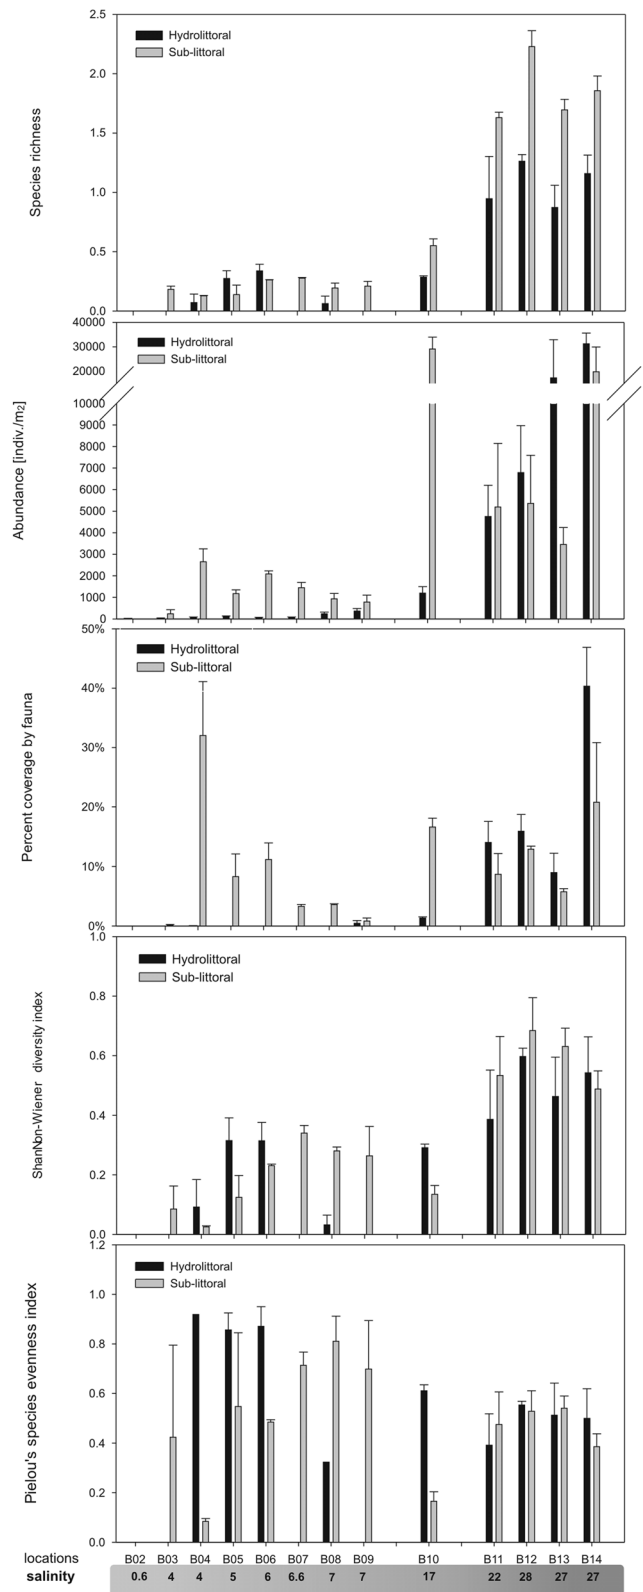 2.5
Hydrolittoral
Sub-littoral
2.0
1.5
1.0
0.5
0.0
Species richness
40000
Hydrolittoral
30000
Sub-littoral
20000
10000
9000
8000
7000
6000
5000
4000
3000
2000
1000
0
Abundance [indiv./m2]
50%
Hydrolittoral
Sub-littoral
40%
30%
20%
10%
0%
Percent coverage by fauna
1.0
Hydrolittoral
Sub-littoral
0.8
0.6
0.4
0.2
0.0
ShanNon-Wiener diversity index
1.2
Hydrolittoral
Sub-littoral
1.0
0.8
0.6
0.4
0.2
0.0
Pielou's species evenness index
locations B02 B03 B04 B05 B06 B07 B08 B09 B10 B11 B12 B13 B14
salinity 0.6 4 4 5 6 6.6 7 7 17 22 28 27 27